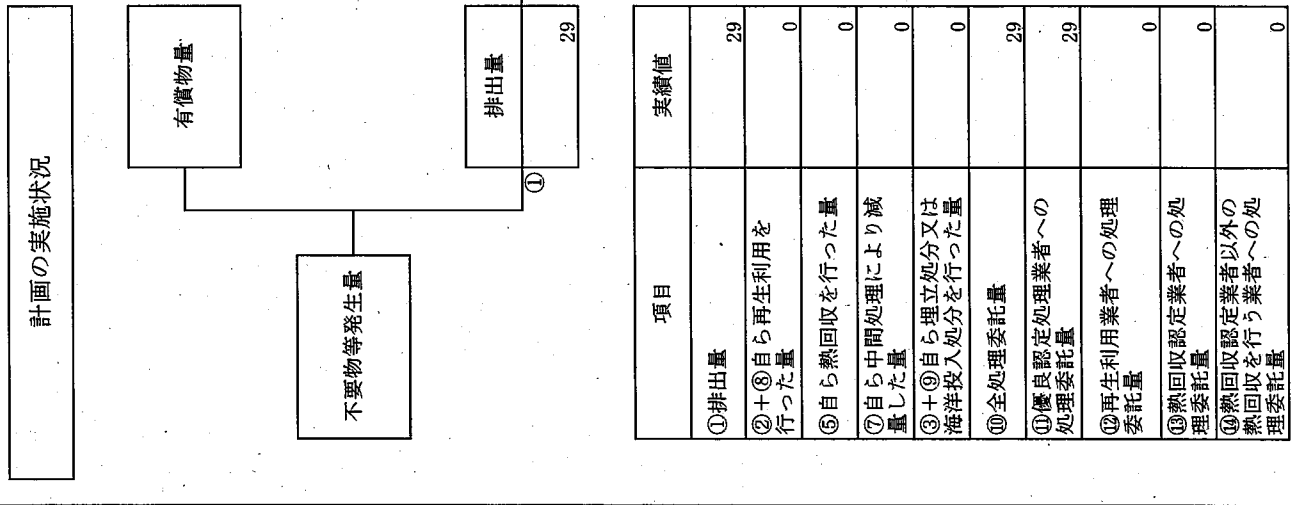 計画の実施状況
有償物量
不要物等発生量
①
排出量
29
項目
実績値
①排出量
29
②+⑧自ら再生利用を
行った量
0
⑤自ら熱回収を行った量
0
⑦自ら中間処理により減
量した量
0
③+⑨自ら埋立処分又は
海洋投入処分を行った量
0
⑩全処理委託量
29
⑪優良認定処理業者への
処理委託量
29
⑫再生利用業者への処理
委託量
0
⑬熱回収認定業者への処
理委託量
0
⑭熱回収認定業者以外の
熱回収を行う業者への処
理委託量
0